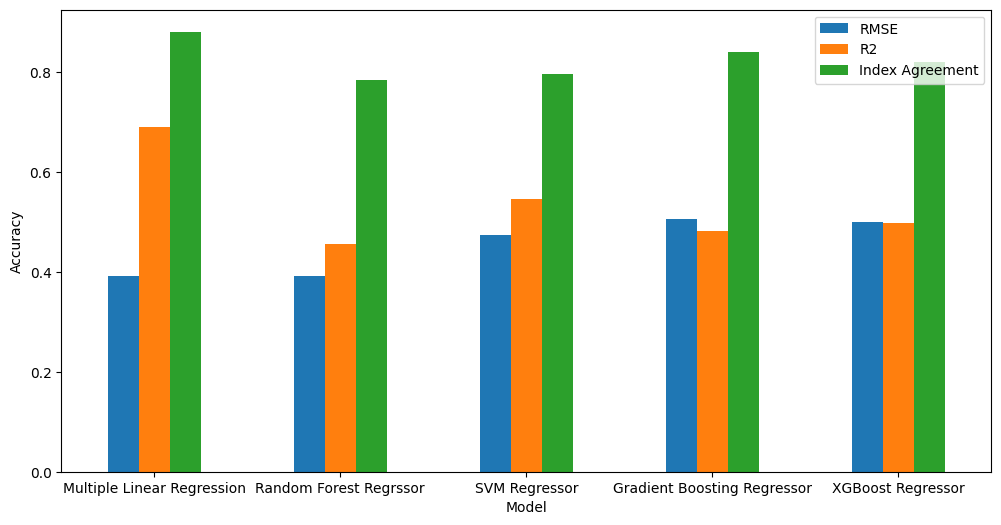 RMSE
R2
Index Agreement
Accuracy
0.8
0.6
0.4
0.2
0.0
Multiple Linear Regression Random Forest Regrssor SVM Regressor Gradient Boosting Regressor XGBoost Regressor
Model